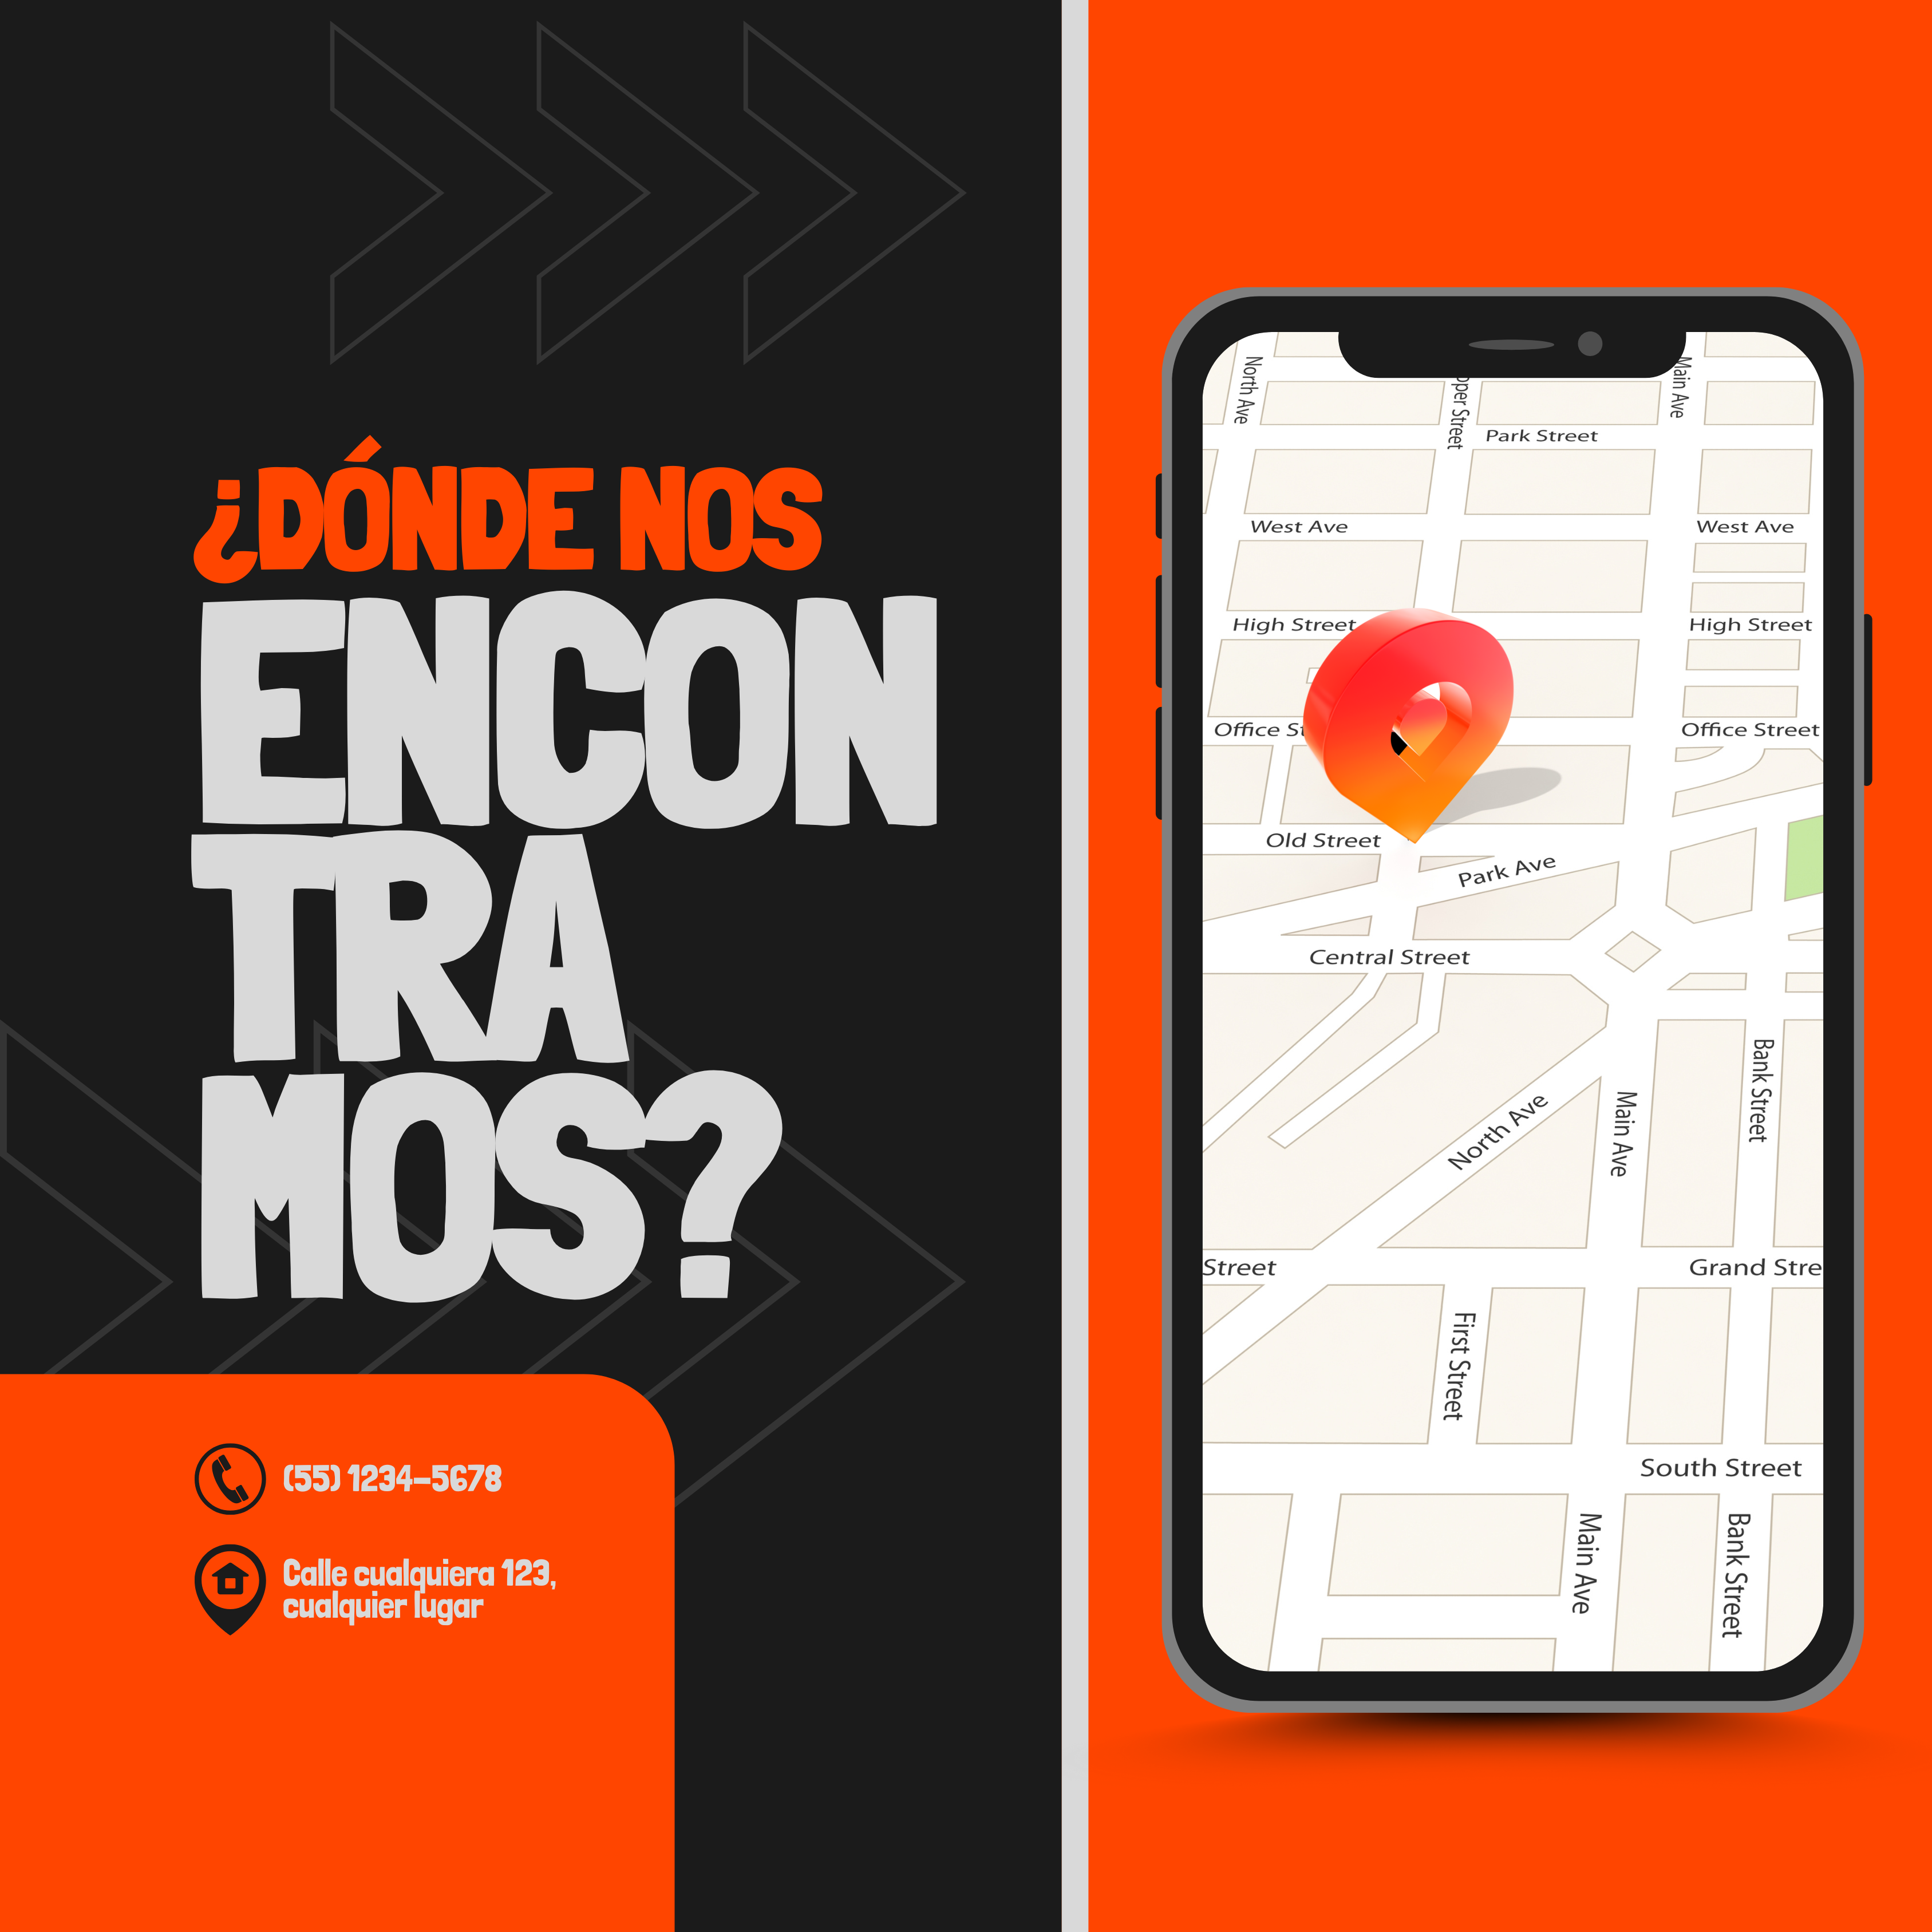 ¿DÓNDE NOS
ENCON
TRA
MOS?
(55) 1234-5678
Calle cualquiera 123,
cualquier lugar
North Ave
Main Ave
Park Street
West Ave
West Ave
High Street
High Street
Office
Office Street
Old Street
Park Ave
Central Street
Bank Street
Main Ave
North Ave
Street
Grand
First Street
South Street
Main Ave
Bank Street